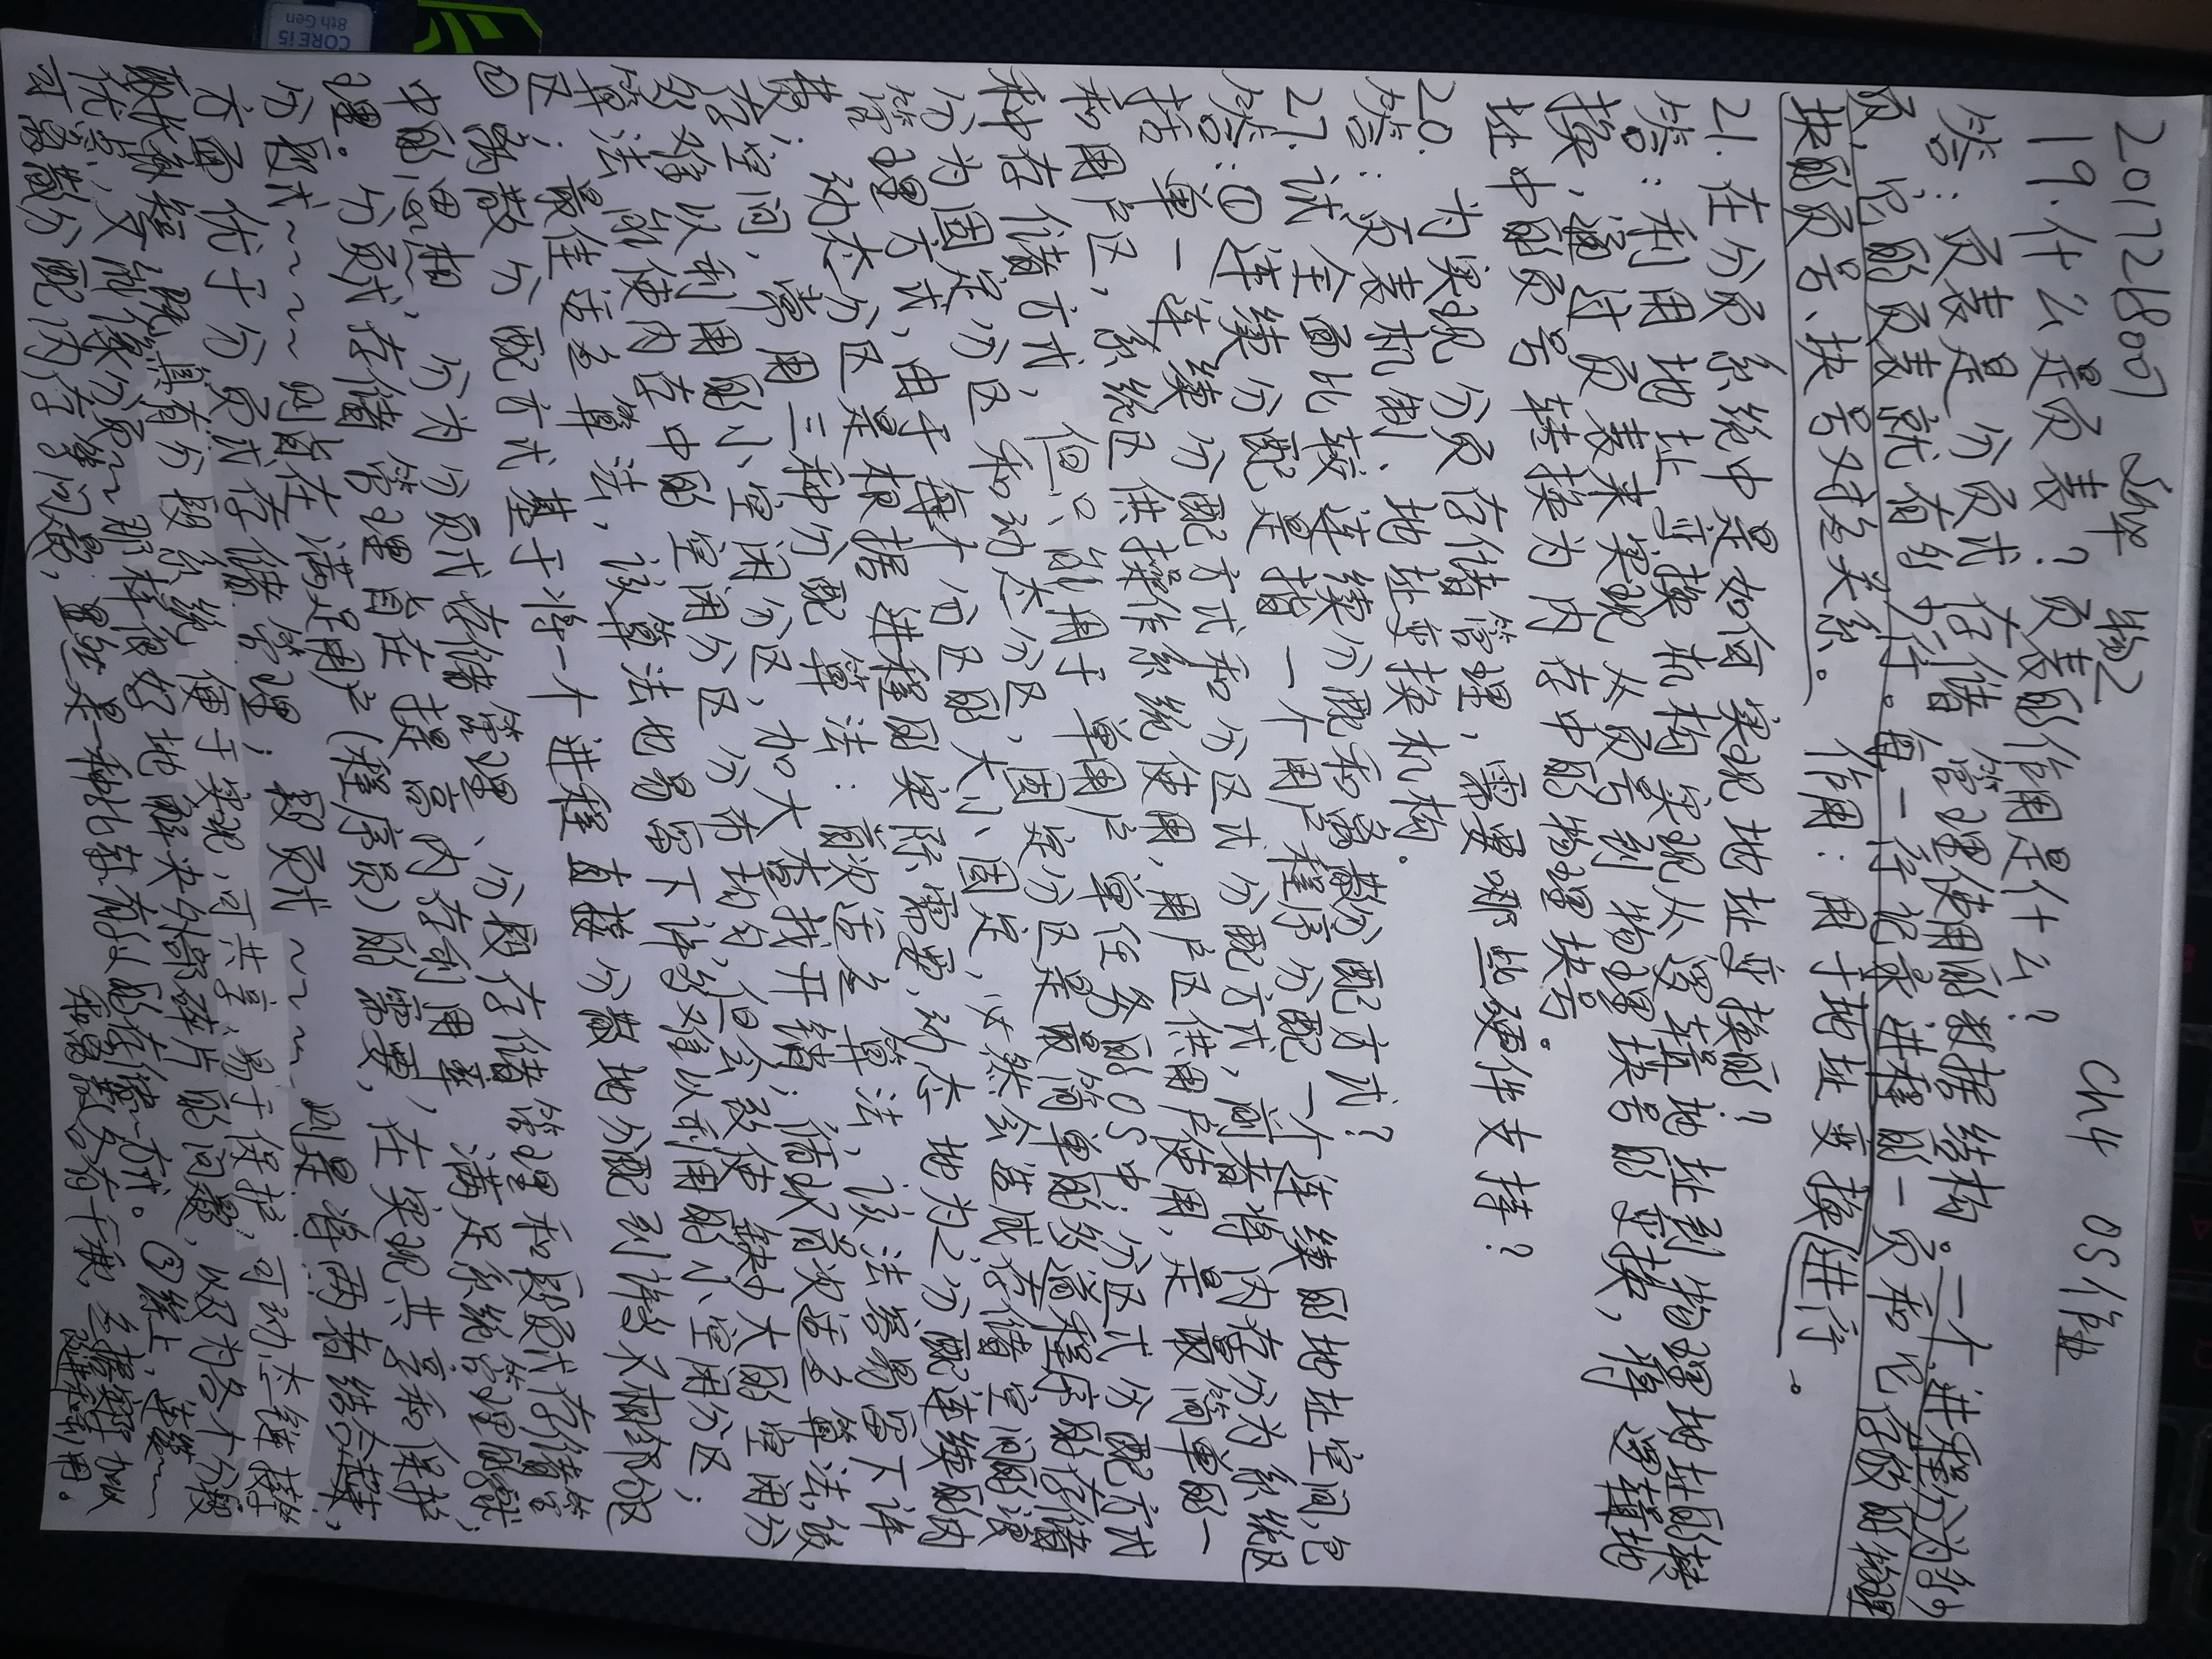 2017218007 物2
Ch4 OS作业
19.什么是页表?页表的作用是什么?
答:页表是分页式存储管理使用的数据结构。一个进程分为多少
页,它的页表就有多少行。每一行记录进程的一页和它存放的物理
块的页号、块号对应关系。 作用:用于地址变换进行。
21.在分页系统中是如何实现地址变换的?
答:利用地址变换机构实现从逻辑地址到物理地址的转
换,通过页表来实现从页号到物理块号的变换,将逻辑地
址中的页号转换为内存中的物理块号。
20. 为实现分页存储管理,需要哪些硬件支持?
答:页表机制、地址变换机构.
27.试全面比较连续分配和离散分配方式?
答:①连续分配是指一个用户程序分配一个连续的地址空间,包
括单一连续分配方式和分区式分配方式,前者将内存分为系统区
和用户区,系统区供操作系统使用,用户区供用户使用,是最简单的一
种存储方式,但只能用于单用户单任务的OS中;分区式分配方式
分为固定分区和动态分区,固定分区是最简单的多道程序的存储
管理方式,由于每个分区的大小固定,必然会造成存储空间的浪
费;动态分区是根据进程的实际需要,动态地为之分配连续的内
存空间,常用三种分配算法:首次适应算法,该法容易留下许
多难以利用的小空闲分区,加大查找开销;循环首次适应算法,该
算法能使内存中的空闲分区分布均匀,但会致使缺少大的空闲分
区;最佳适应算法,该算法也易留下许多难以利用的小空闲分区;
②离散分配方式基于将一个进程直接分散地分配到许多不相邻分区
中的思想,分为分页式存储管理、分段存储管理和段页式存储管
理。分页式存储管理旨在提高内存利用率,满足系统管理的需求;
分段式~~~~则旨在满足用户(程序员)的需要,在实现共享和保护
方面优于分页式存储管理;段页式~~~则是将两者结合起来,
取长补短,既具有分段系统便于实现,可共享,易于保护,可动态链接等
优点,又能像分页~~那样很好地解决外部碎片的问题,以及为各个分段
可离散分配内存等问题,显然是一种比较有效的存储~~方式。③综上,连续~~
和离散各有千秋,应据实际加以
改进和利用。
CORE i5
8th Gen